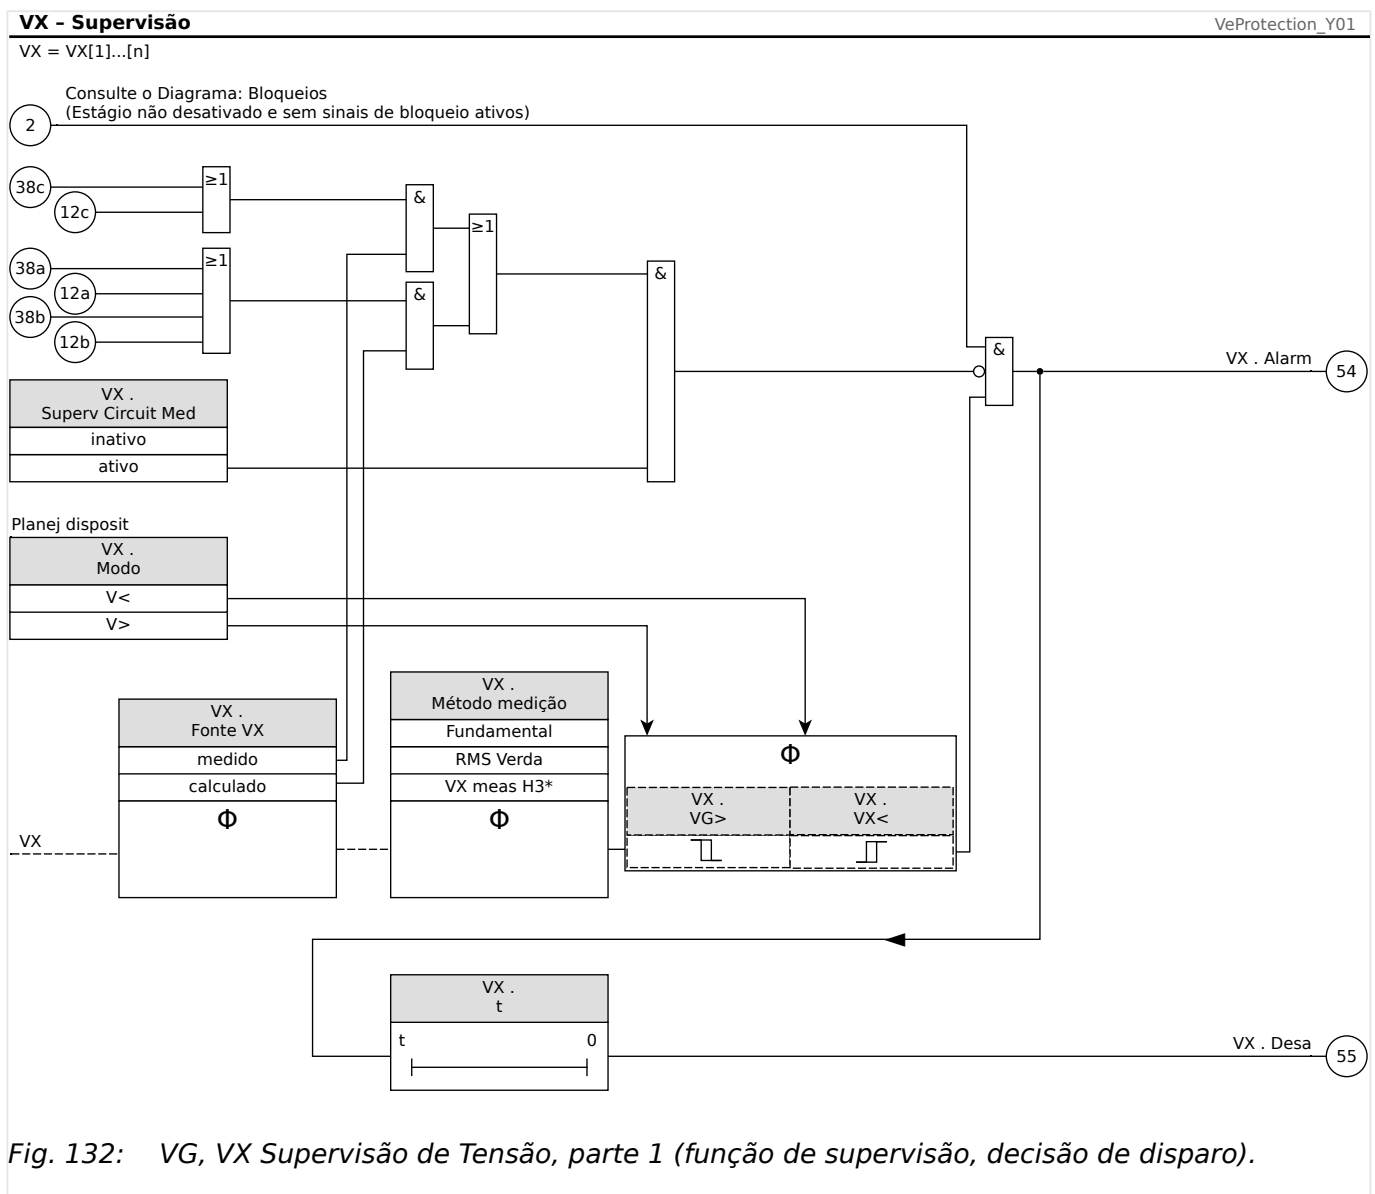 VX – Supervisão
VeProtection_Y01
VX = VX[1]...[n]
Consulte o Diagrama: Bloqueios
(Estágio não desativado e sem sinais de bloqueio ativos)
2
38c
12c
≥1
&
≥1
38a
12a
38b
12b
≥1
&
&
&
VX . Alarm
54
VX .
Superv Circuit Med
inativo
ativo
Planej disposit
VX .
Modo
V<
V>
VX .
Fonte VX
medido
calculado
Φ
VX
VX .
Método medição
Fundamental
RMS Verda
VX meas H3*
Φ
Φ
VX .
VG>
VX .
VX<
VX .
t
t
0
VX . Desa
55
Fig. 132: VG, VX Supervisão de Tensão, parte 1 (função de supervisão, decisão de disparo).